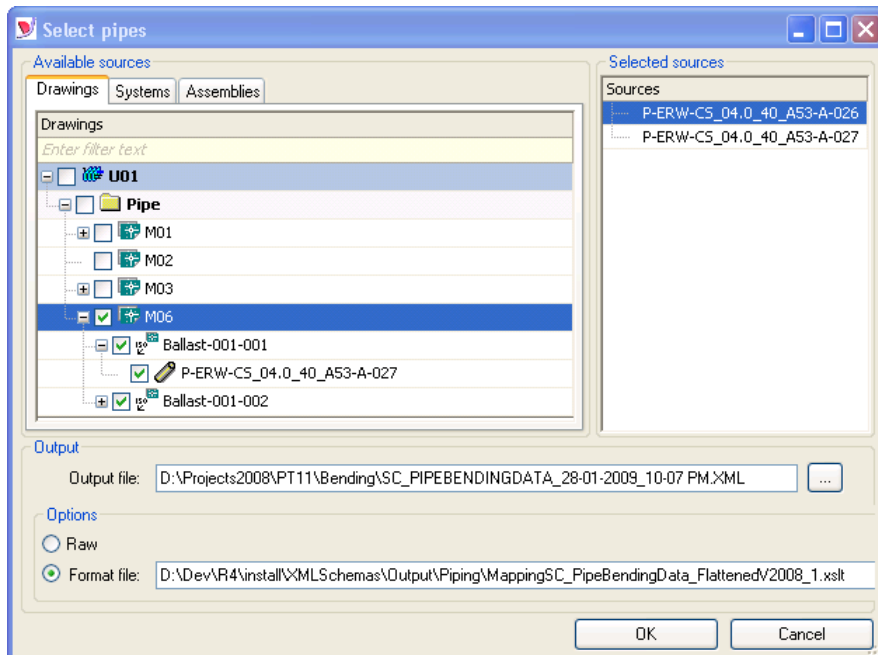 Select pipes
Available sources
Drawings Systems Assemblies
Drawings
Enter filter text
U01
Pipe
M01
M02
M03
M06
Ballast-001-001
P-ERW-CS_04.0_40_A53-A-027
Ballast-001-002
Selected sources
Sources
P-ERW-CS_04.0_40_A53-A-026
P-ERW-CS_04.0_40_A53-A-027
Output
Output file: D:\Projects2008\PT11\Bending\SC_PIPEBENDINGDATA_28-01-2009_10-07 PM.XML ...
Options
Raw
Format file: D:\Dev\R4\install\XMLSchemas\Output\Piping\MappingSC_PipeBendingData_FlattenedV2008_1.xslt
OK Cancel